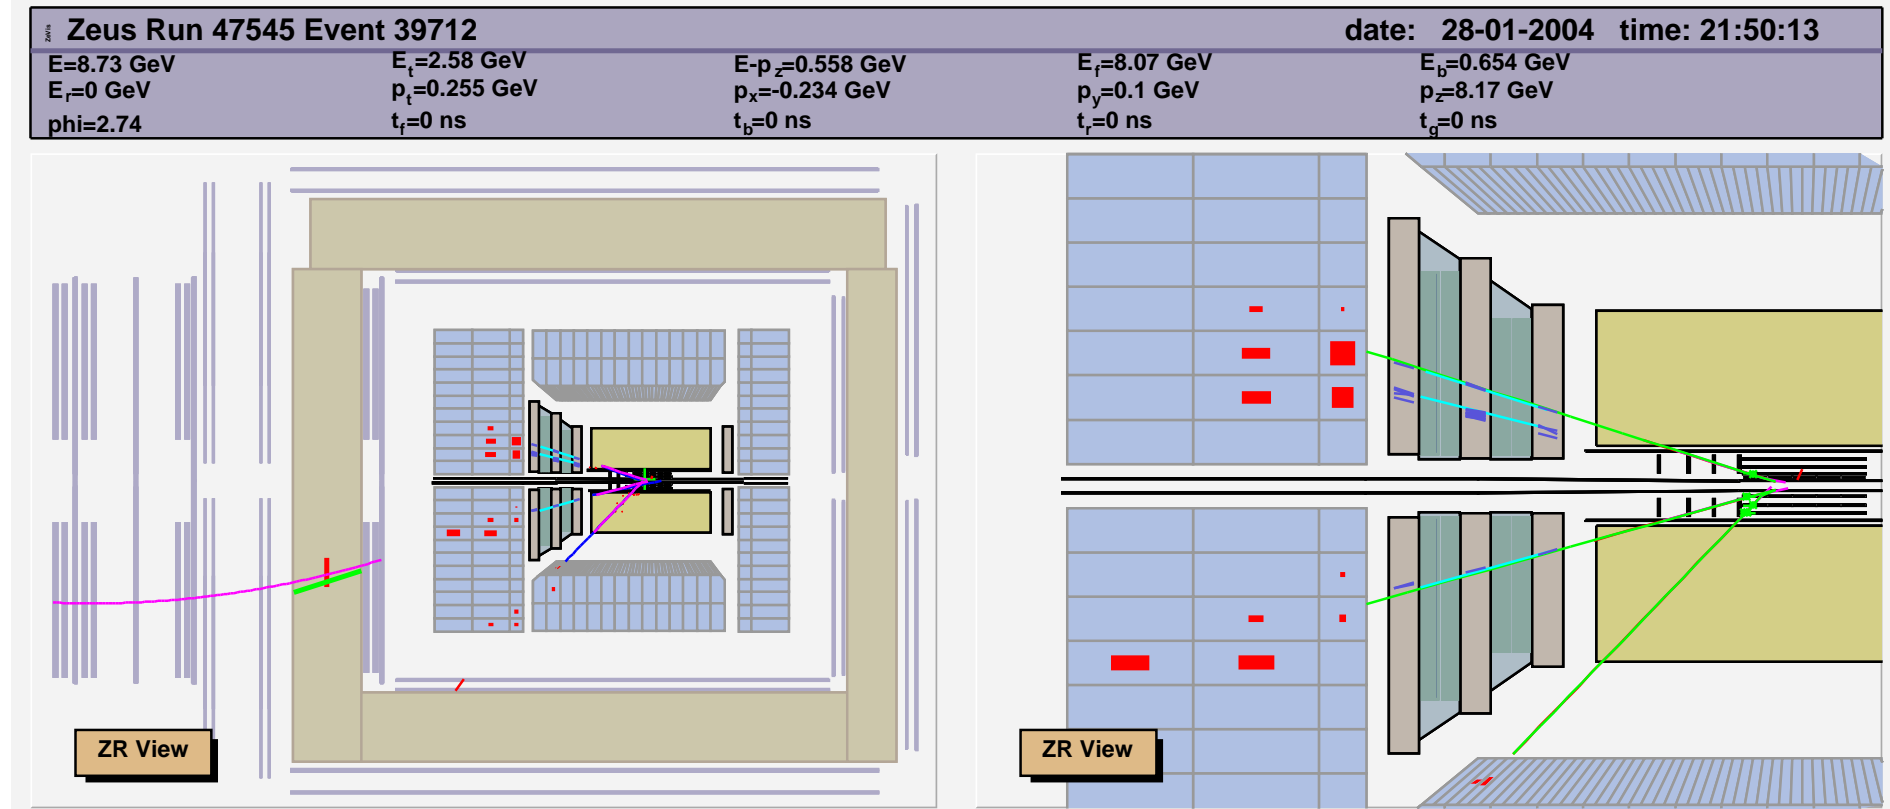 Zeus Run 47545 Event 39712 date: 28-01-2004 time: 21:50:13
E=8.73 GeV Et=2.58 GeV E-pz=0.558 GeV Ef=8.07 GeV Eb=0.654 GeV
Er=0 GeV pt=0.255 GeV px=-0.234 GeV py=0.1 GeV pz=8.17 GeV
phi=2.74 tf=0 ns tb=0 ns tr=0 ns tg=0 ns
ZR View ZR View